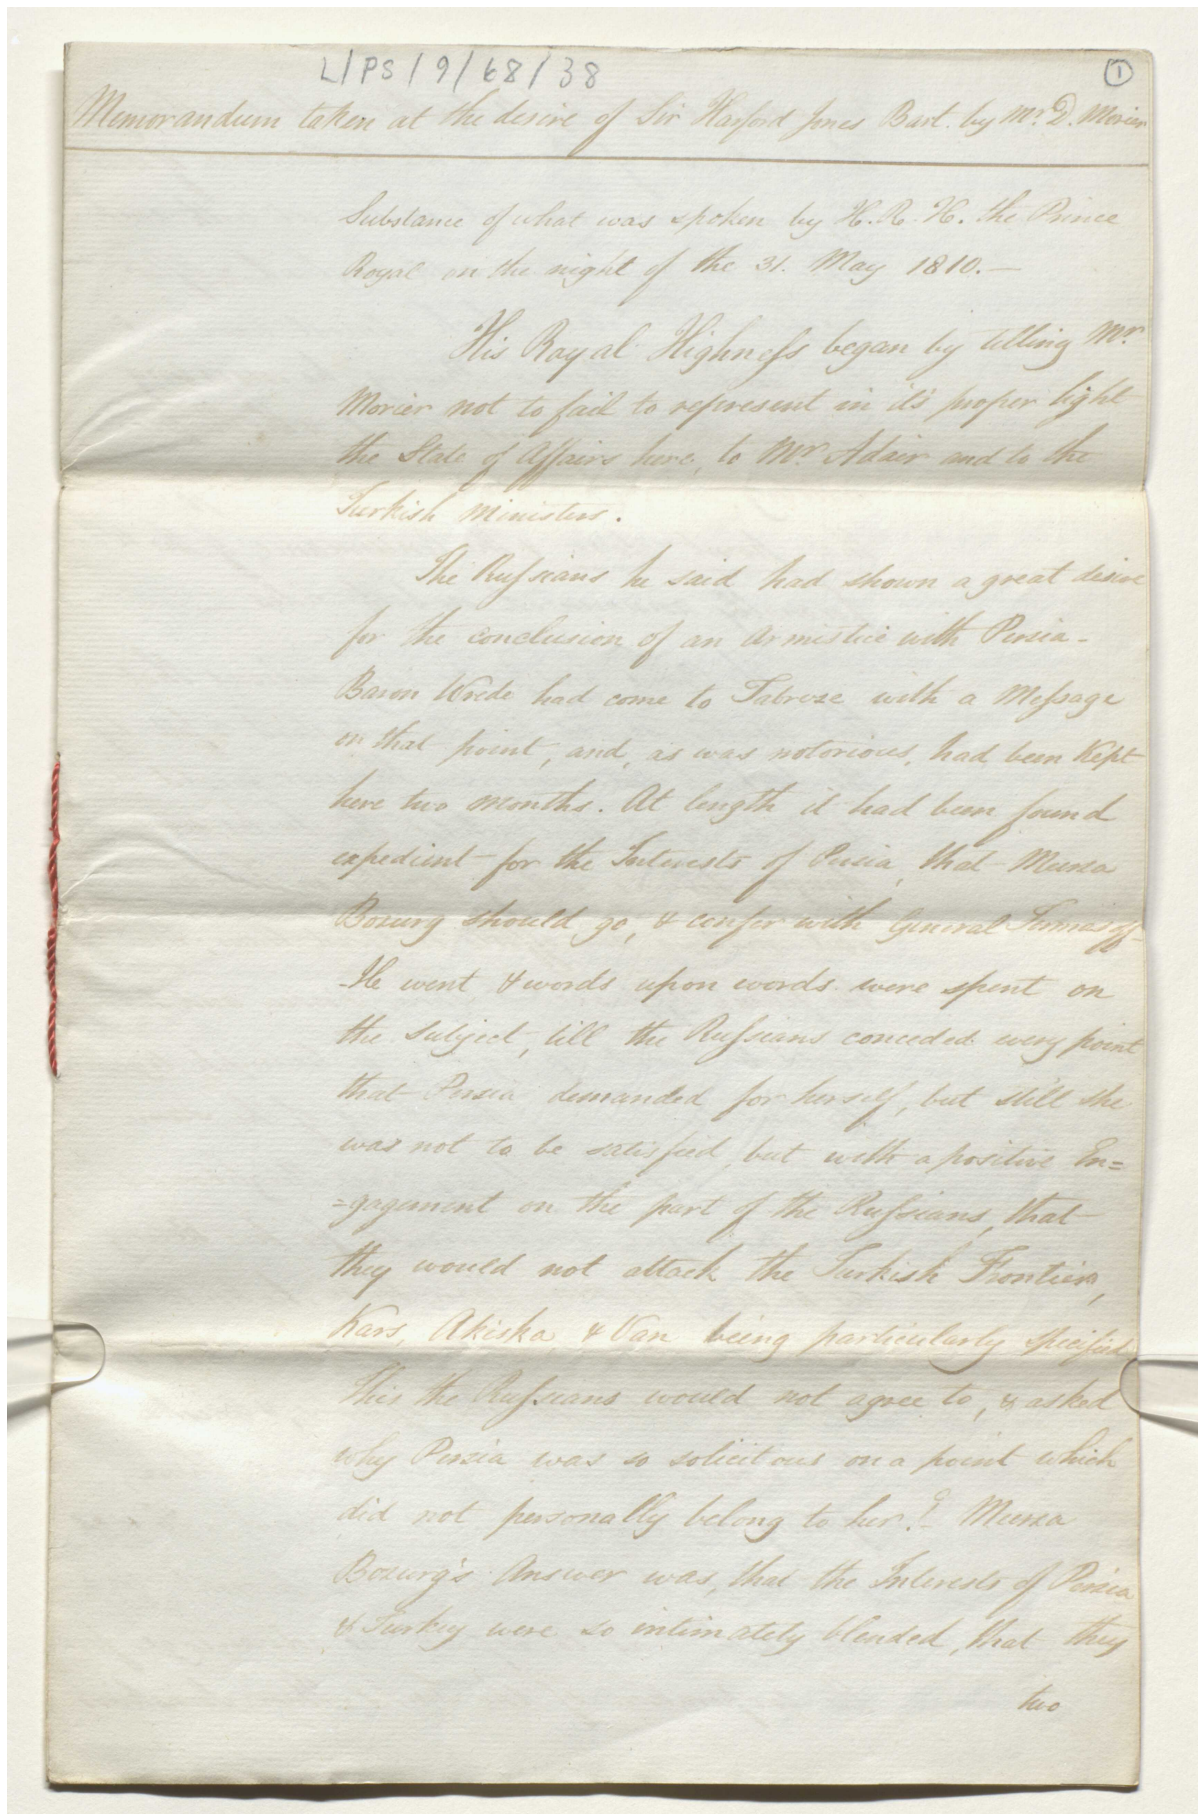 L/PS/9/68/38
1
Memorandum taken at the desire of Sir Harford Jones Bart. by Mr. D. Morier
Substance of what was spoken by H. R. H. the Prince
Royal on the night of the 31. May 1810.—
His Royal Highness began by telling Mr.
Morier not to fail to represent in it's proper light
the State of Affairs here, to Mr. Adair and to the
Turkish Ministers.
The Russians he said had shown a great desire
for the conclusion of an armistice with Persia-
Baron Wrede had come to Tabreze with a Message
on that point, and, as was notorious, had been kept
here two months. At length it had been found
expedient for the Interests of Persia, that Meerza
Bozurg should go, & confer with General Tormasoff-
He went & words upon words were spent on
the subject, till the Russians conceded every point
that Persia demanded for herself, but still she
was not to be satisfied, but with a positive En=
=gagement on the part of the Russians, that
they would not attack the Turkish Frontiers,
Kars, Akiska, & Van being particularly specified
This the Russians would not agree to, & asked
why Persia was so solicitous on a point which
did not personally belong to her?- Meerza
Bozurg's Answer was, that the Interests of Persia
& Turkey were so intimately blended, that they
two